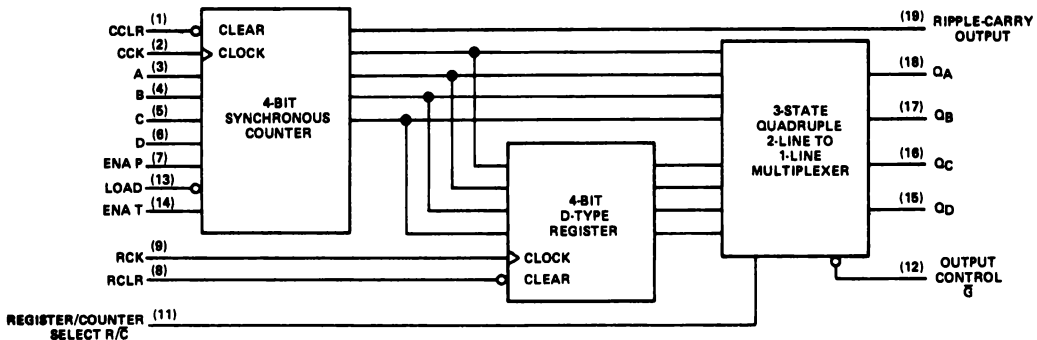 CCLR (1)
CCK (2)
A (3)
B (4)
C (5)
D (6)
ENA P (7)
LOAD (13)
ENA T (14)
CLEAR
CLOCK
4-BIT
SYNCHRONOUS
COUNTER
RCK (9)
RCLR (8)
REGISTER/COUNTER (11)
SELECT R/C̅
4-BIT
D-TYPE
REGISTER
CLOCK
CLEAR
3-STATE
QUADRUPLE
2-LINE TO
1-LINE
MULTIPLEXER
(19) RIPPLE-CARRY
OUTPUT
(18) QA
(17) QB
(16) QC
(15) QD
(12) OUTPUT
CONTROL
G̅